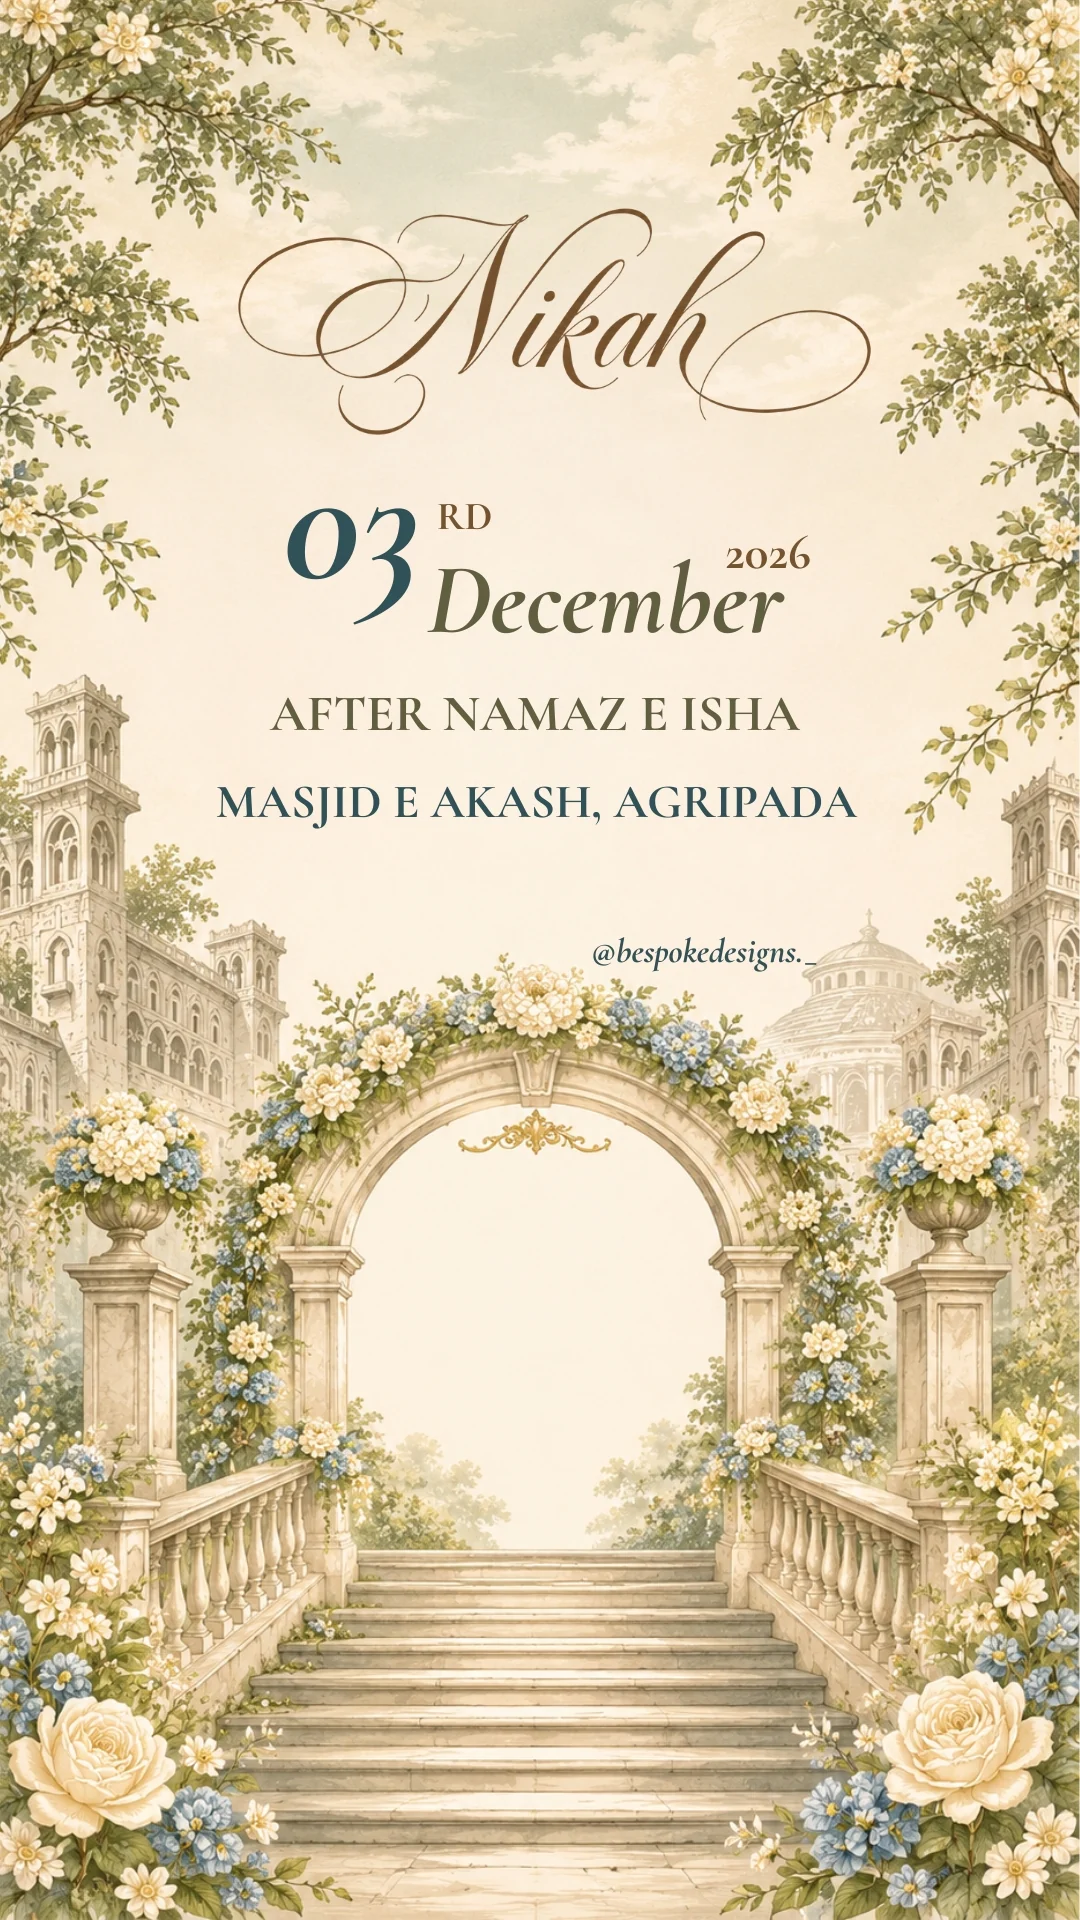 Nikah
03 RD
2026
December
AFTER NAMAZ E ISHA
MASJID E AKASH, AGRIPADA
@bespokedesigns._